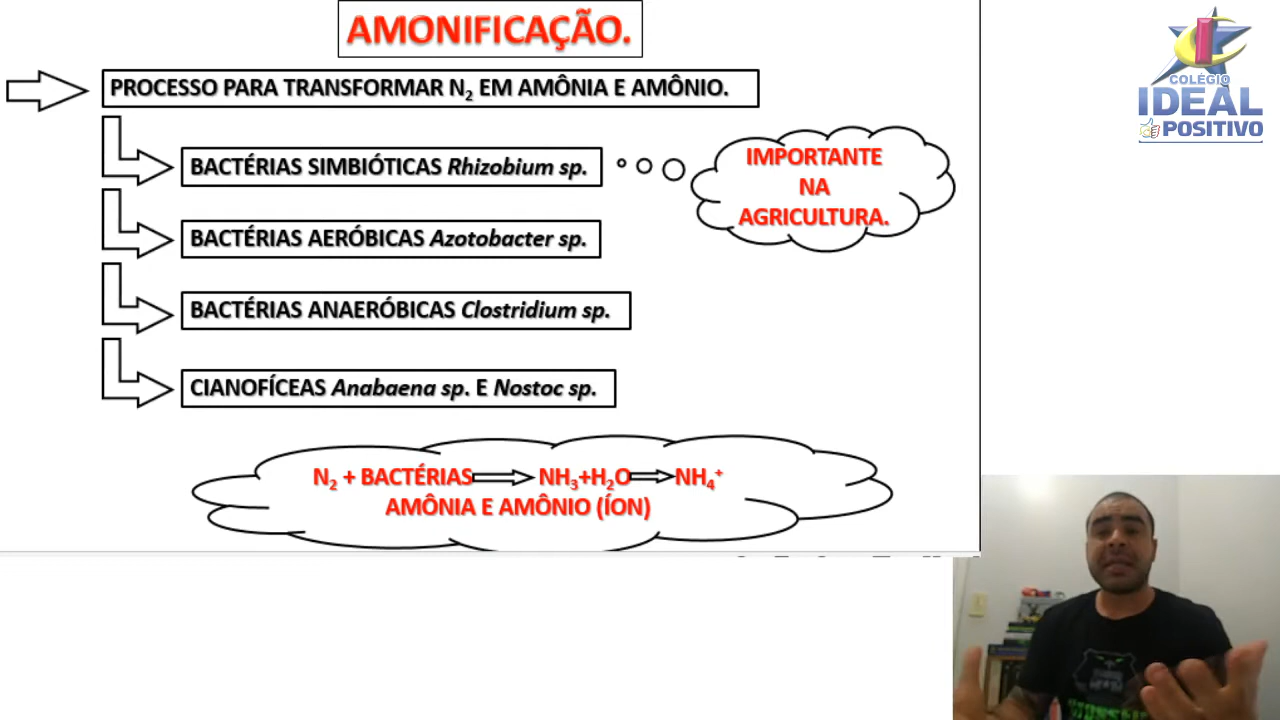 AMONIFICAÇÃO.
PROCESSO PARA TRANSFORMAR N₂ EM AMÔNIA E AMÔNIO.
BACTÉRIAS SIMBIÓTICAS Rhizobium sp.
IMPORTANTE
NA
AGRICULTURA.
BACTÉRIAS AERÓBICAS Azotobacter sp.
BACTÉRIAS ANAERÓBICAS Clostridium sp.
CIANOFÍCEAS Anabaena sp. E Nostoc sp.
N₂ + BACTÉRIAS NH₃+H₂O NH₄⁺
AMÔNIA E AMÔNIO (ÍON)
COLÉGIO
IDEAL
POSITIVO